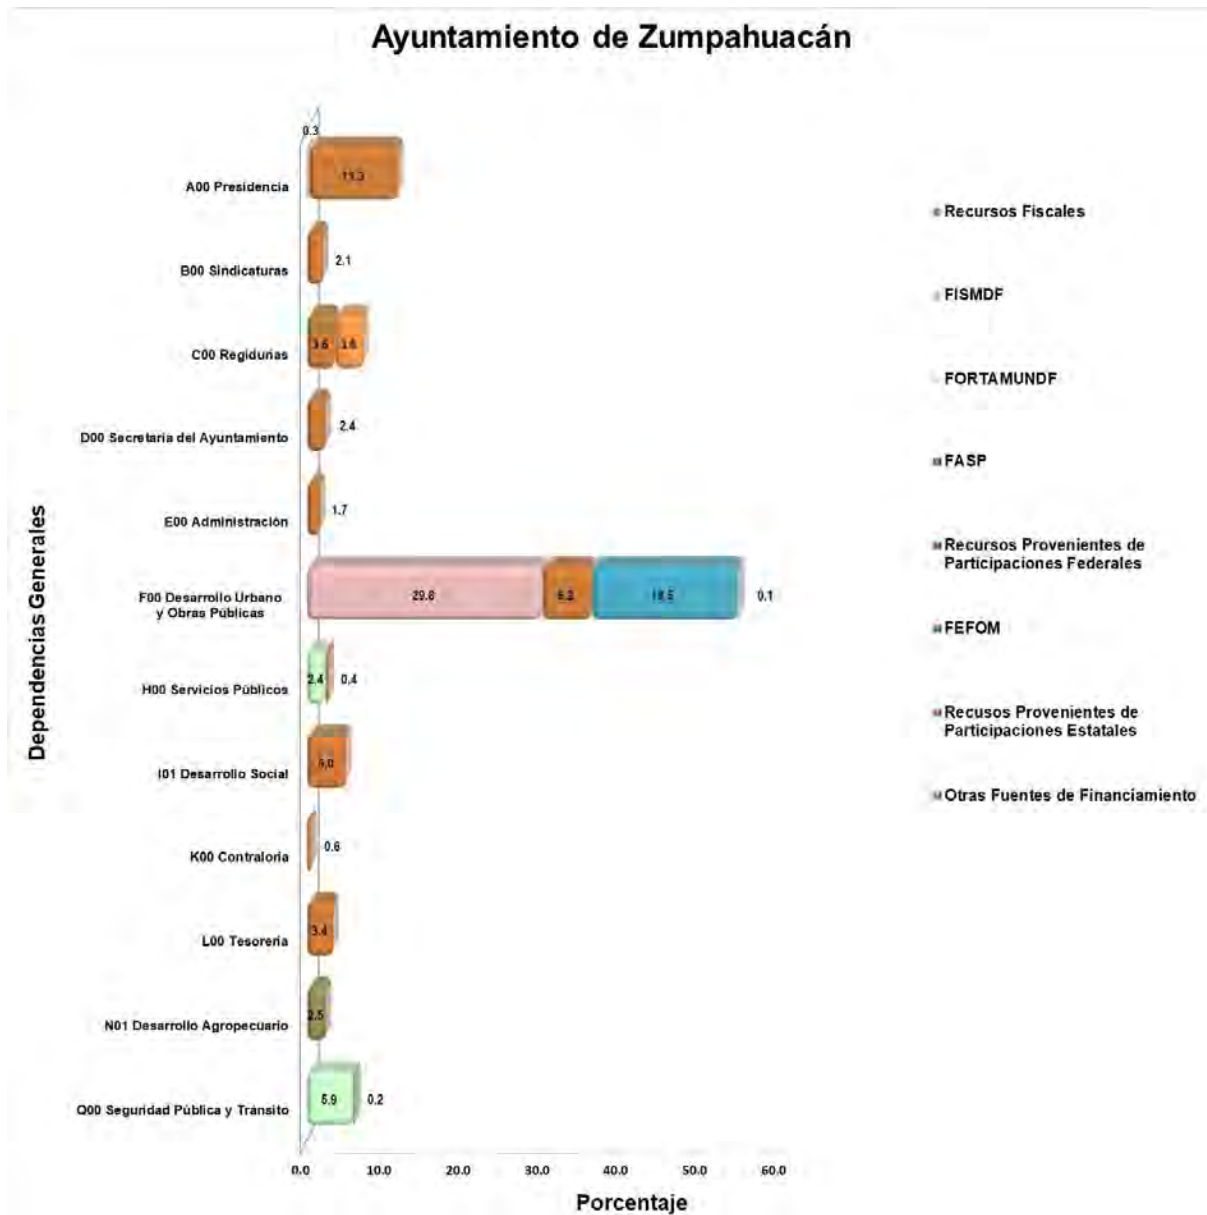 Ayuntamiento de Zumpahuacán
0.3
A00 Presidencia
11.3
B00 Sindicaturas
2.1
C00 Regidurias
3.6
3.6
D00 Secretaria del Ayuntamiento
2.4
E00 Administración
1.7
F00 Desarrollo Urbano
y Obras Públicas
29.8
6.2
18.5
0.1
H00 Servicios Públicos
2.4
0.4
I01 Desarrollo Social
5.0
K00 Contraloria
0.6
L00 Tesoreria
3.4
N01 Desarrollo Agropecuario
2.5
Q00 Seguridad Pública y Tránsito
5.9
0.2
0.0
10.0
20.0
30.0
40.0
50.0
60.0
Porcentaje
Dependencias Generales
Recursos Fiscales
FISMDF
FORTAMUNDF
FASP
Recursos Provenientes de
Participaciones Federales
FEFOM
Recusos Provenientes de
Participaciones Estatales
Otras Fuentes de Financiamiento